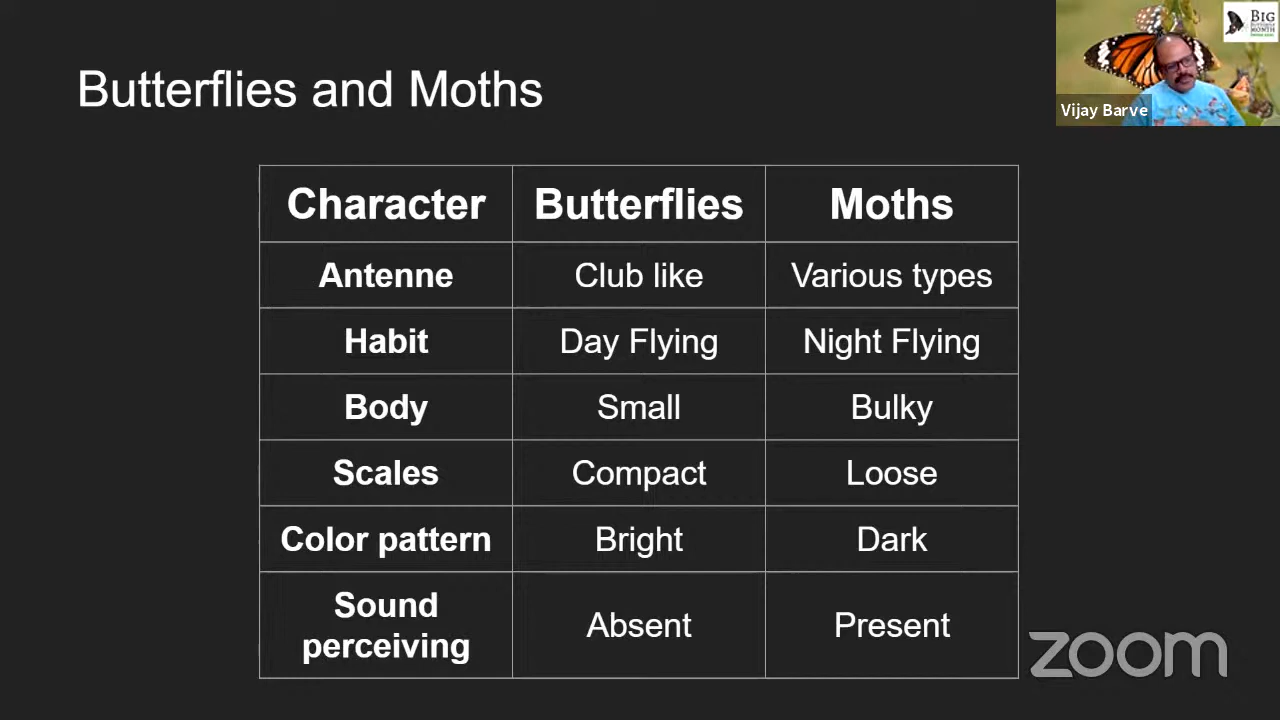 Butterflies and Moths
Character Butterflies Moths
Antenne Club like Various types
Habit Day Flying Night Flying
Body Small Bulky
Scales Compact Loose
Color pattern Bright Dark
Sound perceiving Absent Present
Vijay Barve
BIG
MONTH
zoom